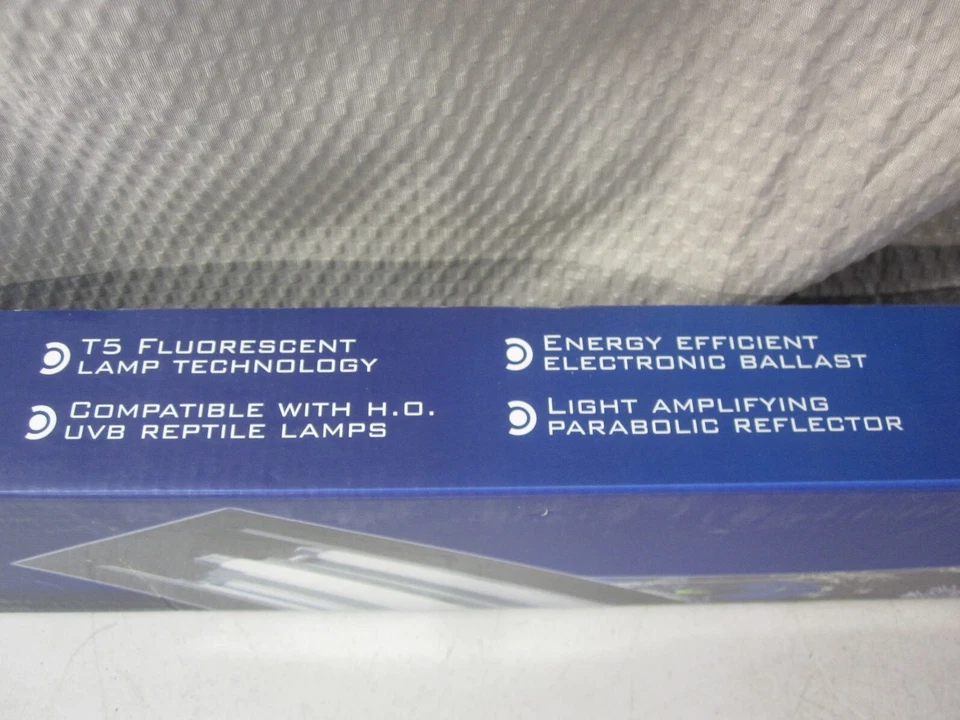 T5 FLUORESCENT
LAMP TECHNOLOGY
COMPATIBLE WITH H.O.
UVB REPTILE LAMPS
ENERGY EFFICIENT
ELECTRONIC BALLAST
LIGHT AMPLIFYING
PARABOLIC REFLECTOR